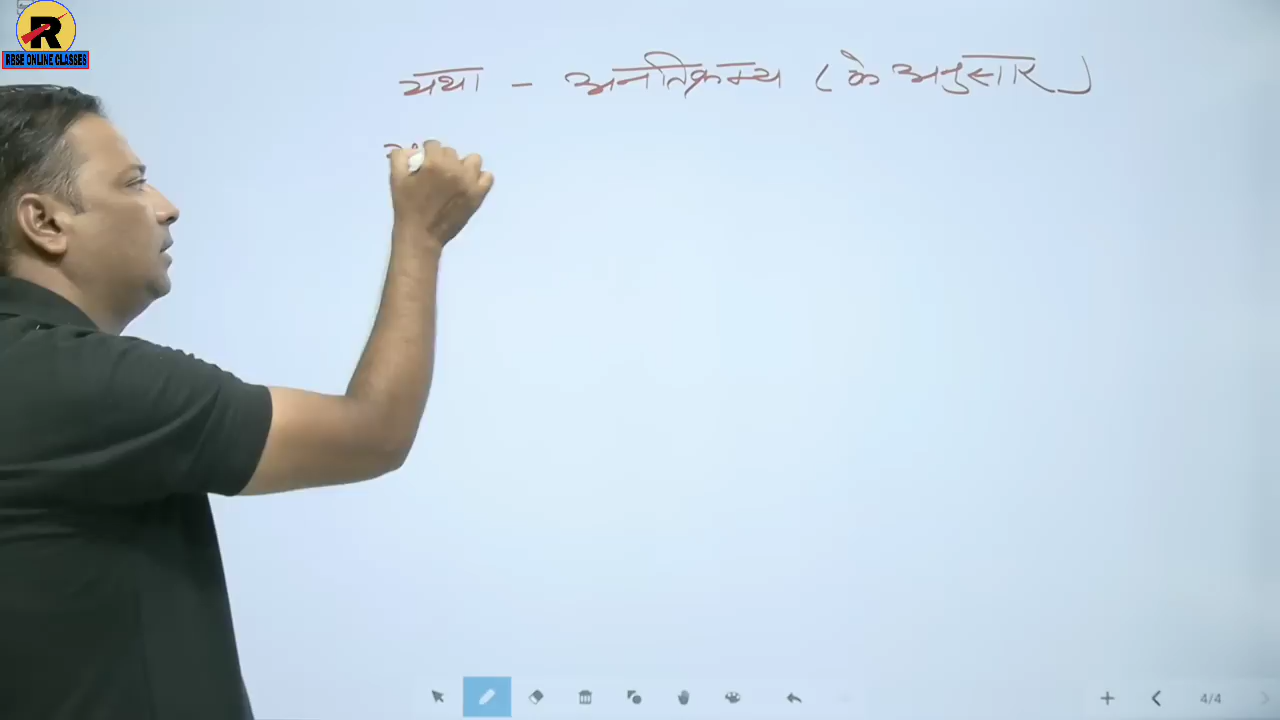 R
RBSE ONLINE CLASSES
यथा - अनतिक्रम्य (के अनुसार)
4/4